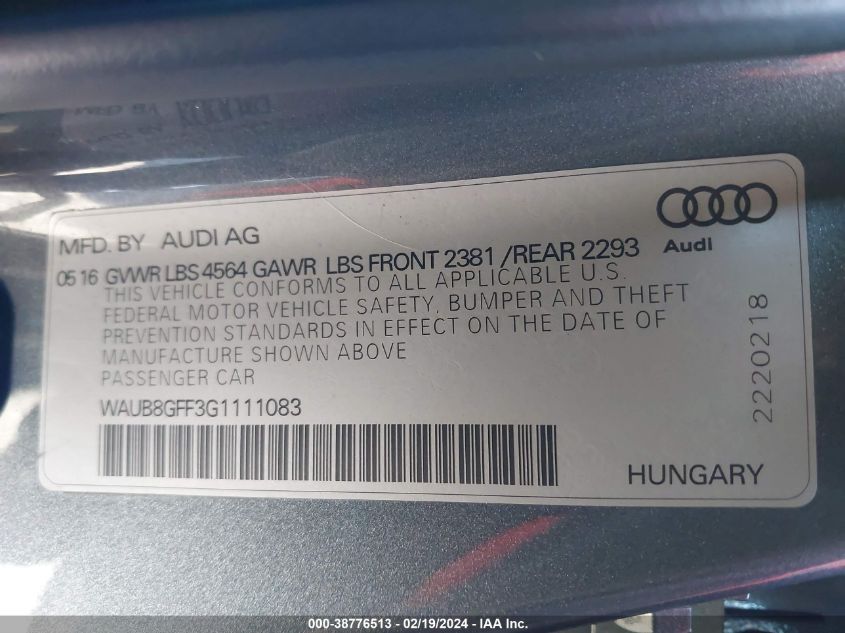 MFD. BY AUDI AG
Audi
05 16 GVWR LBS 4564 GAWR LBS FRONT 2381 /REAR 2293
THIS VEHICLE CONFORMS TO ALL APPLICABLE U.S.
FEDERAL MOTOR VEHICLE SAFETY, BUMPER AND THEFT
PREVENTION STANDARDS IN EFFECT ON THE DATE OF
MANUFACTURE SHOWN ABOVE
PASSENGER CAR
WAUB8GFF3G1111083
2220218
HUNGARY
000-38776513 - 02/19/2024 - IAA Inc.